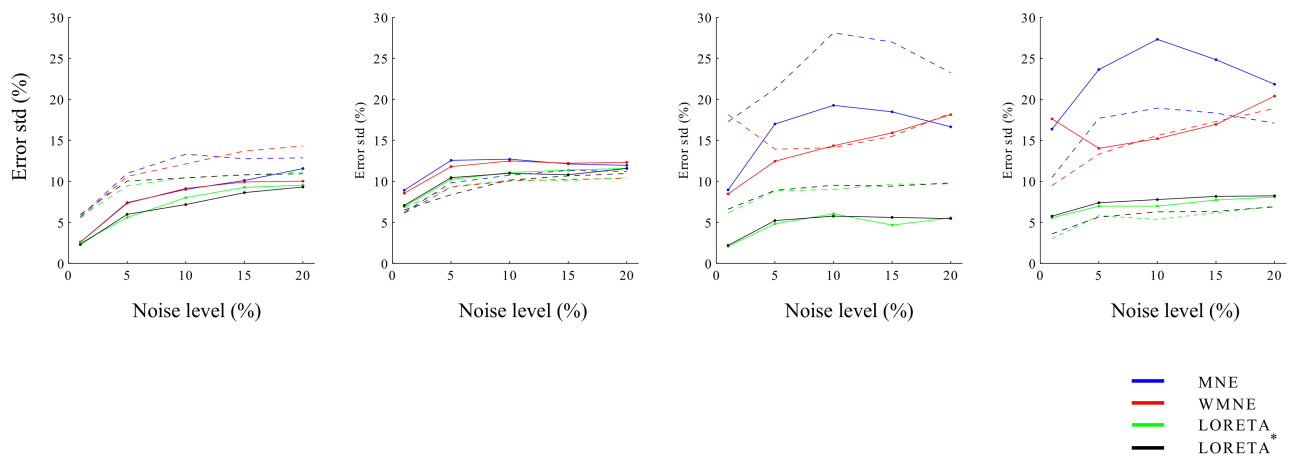 30 30 30 30
25 25 25 25
20 20 20 20
15 15 15 15
10 10 10 10
5 5 5 5
0 0 0 0
Error std (%) Error std (%) Error std (%) Error std (%)
0 5 10 15 20 0 5 10 15 20 0 5 10 15 20 0 5 10 15 20
Noise level (%) Noise level (%) Noise level (%) Noise level (%)
MNE
WMNE
LORETA
LORETA*